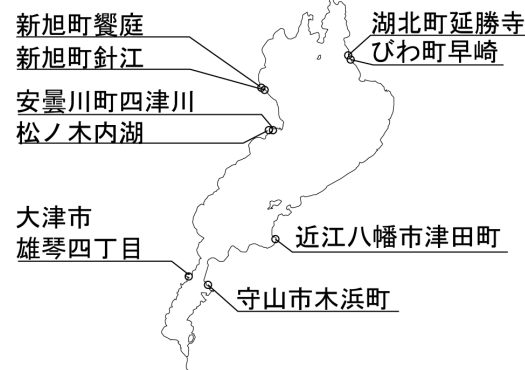 新旭町饗庭
新旭町針江
安曇川町四津川
松ノ木内湖
大津市
雄琴四丁目
湖北町延勝寺
びわ町早崎
近江八幡市津田町
守山市木浜町